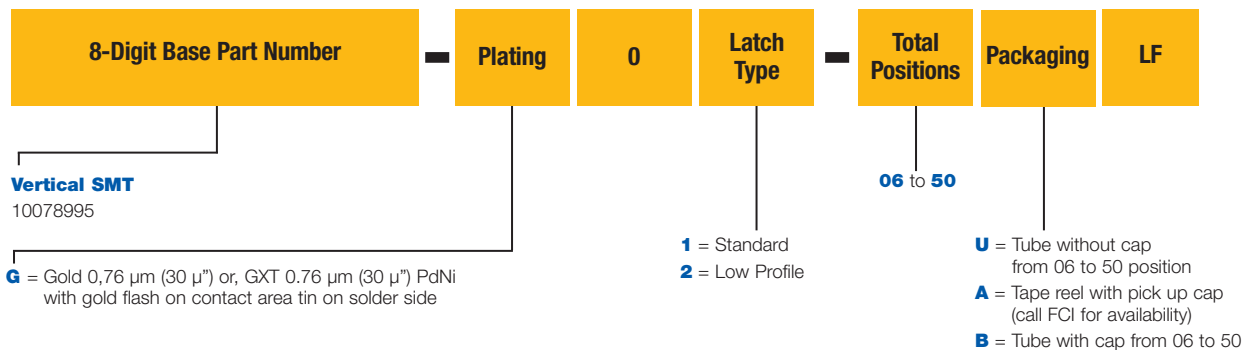 8-Digit Base Part Number - Plating 0 Latch Type - Total Positions Packaging LF
Vertical SMT
10078995
G = Gold 0,76 µm (30 µ”) or, GXT 0.76 µm (30 µ”) PdNi
with gold flash on contact area tin on solder side
1 = Standard
2 = Low Profile
06 to 50
U = Tube without cap
from 06 to 50 position
A = Tape reel with pick up cap
(call FCI for availability)
B = Tube with cap from 06 to 50